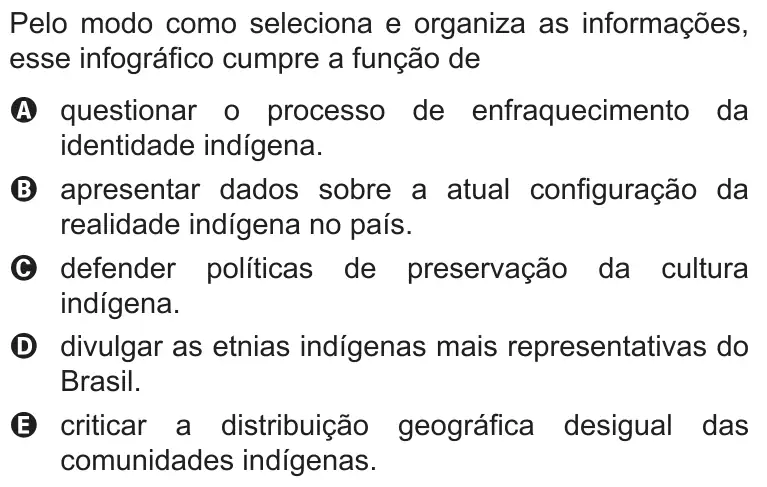 Pelo modo como seleciona e organiza as informações,
esse infográfico cumpre a função de
A questionar o processo de enfraquecimento da
identidade indígena.
B apresentar dados sobre a atual configuração da
realidade indígena no país.
C defender políticas de preservação da cultura
indígena.
D divulgar as etnias indígenas mais representativas do
Brasil.
E criticar a distribuição geográfica desigual das
comunidades indígenas.